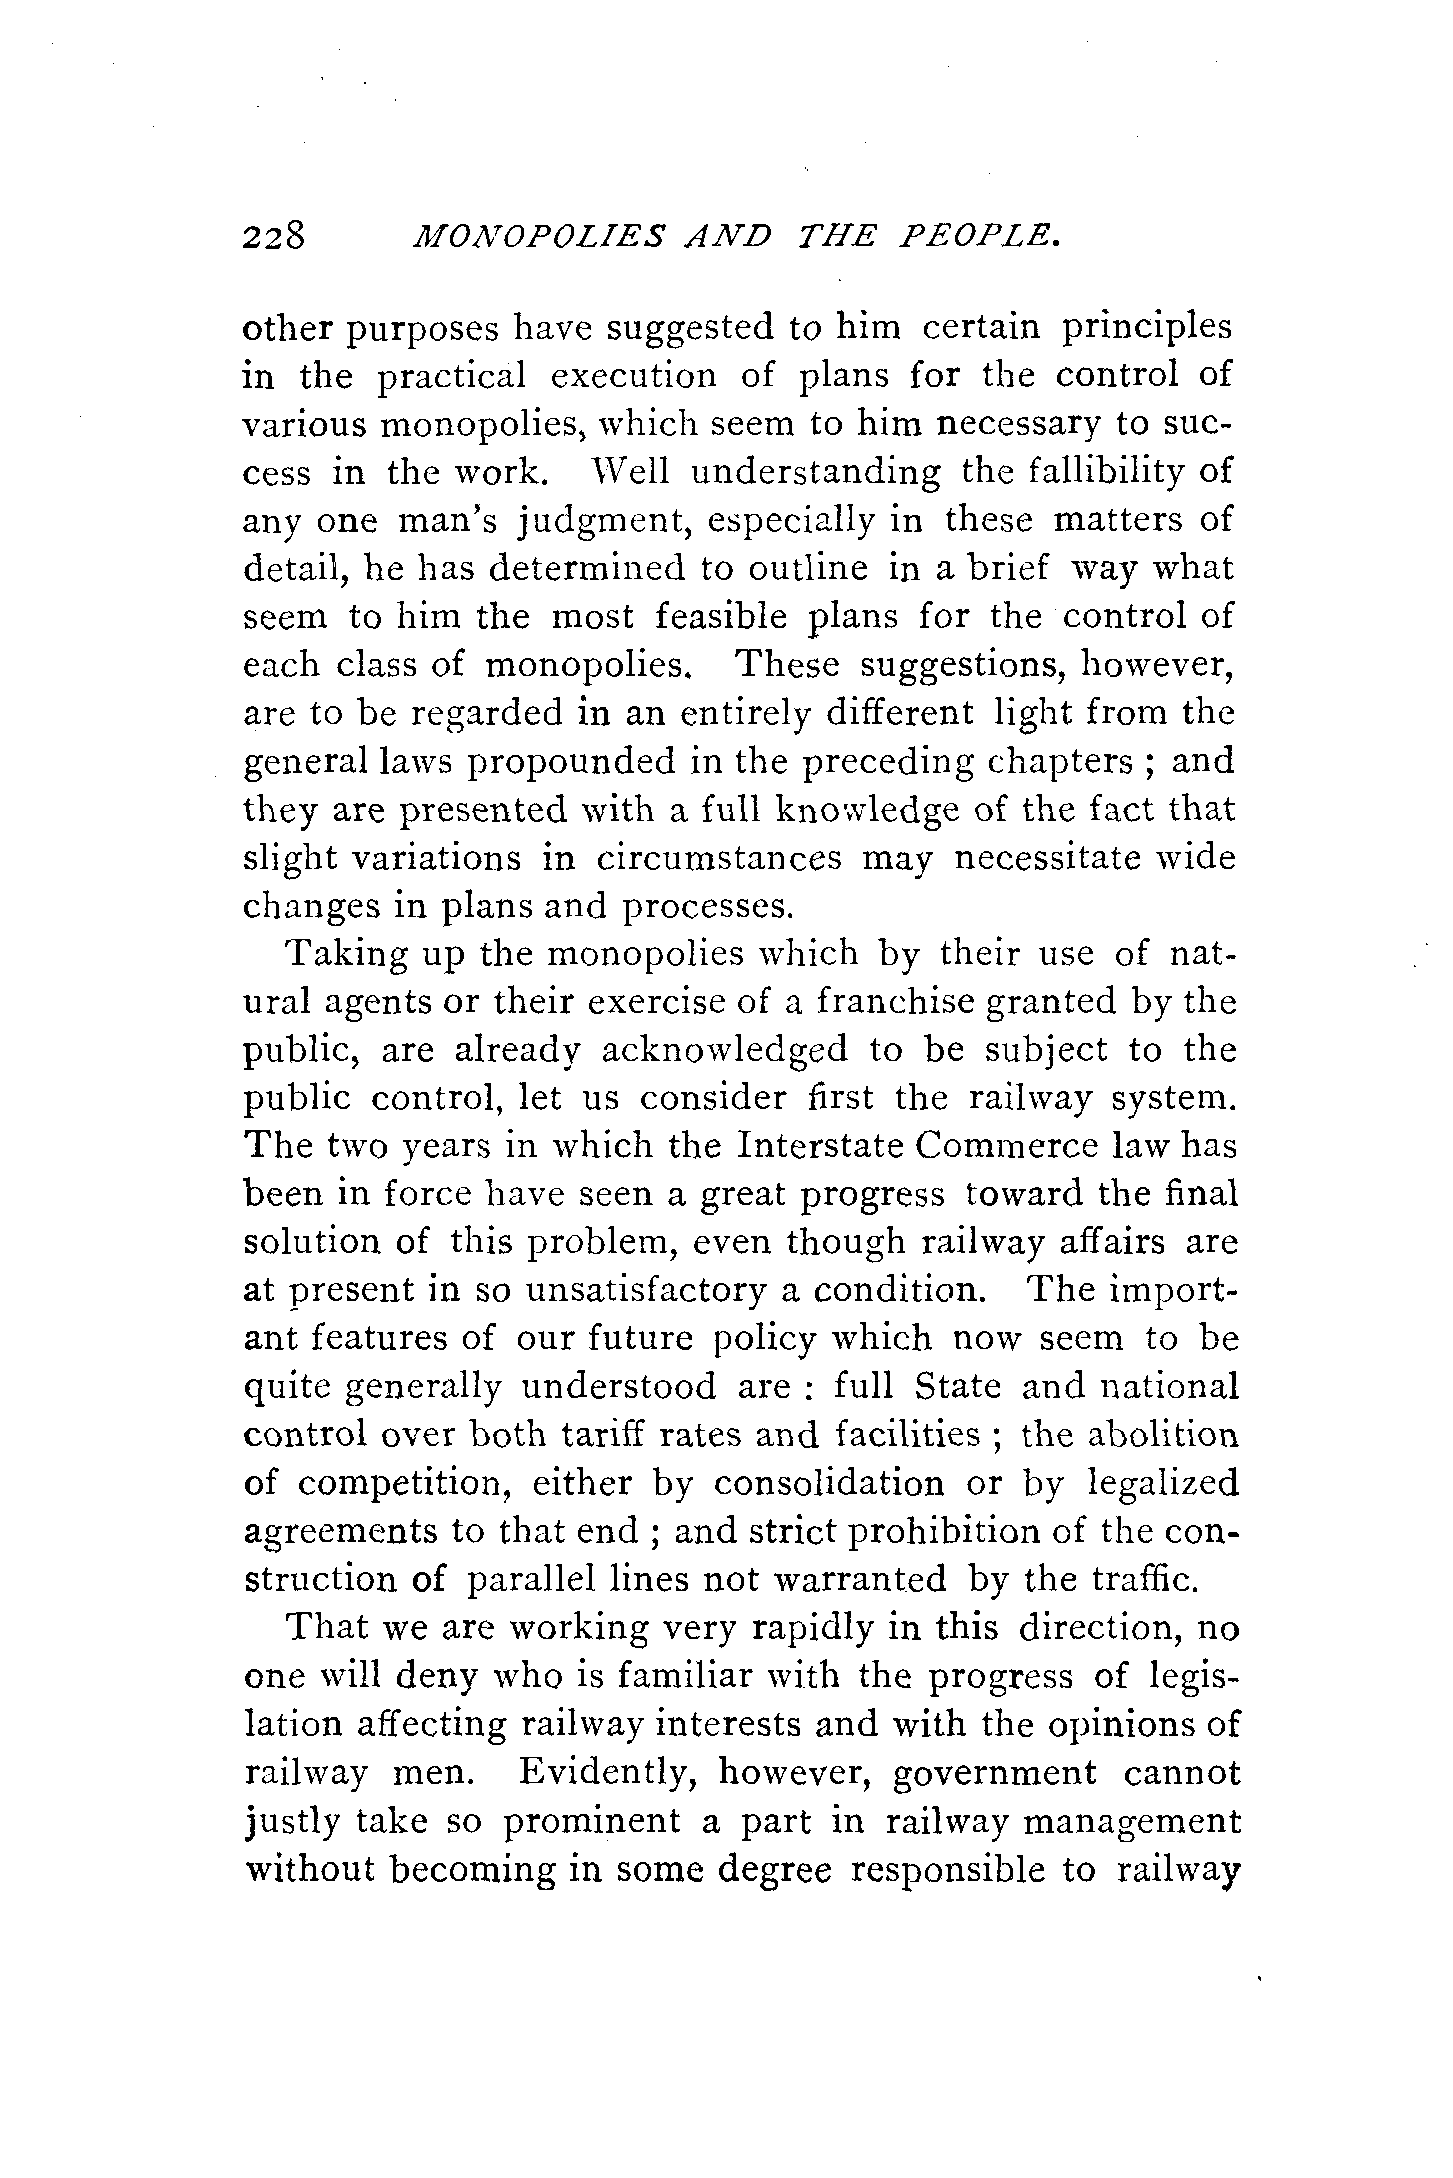 228 MONOPOLIES AND THE PEOPLE.
other purposes have suggested to him certain principles
in the practical execution of plans for the control of
various monopolies, which seem to him necessary to suc-
cess in the work. Well understanding the fallibility of
any one man's judgment, especially in these matters of
detail, he has determined to outline in a brief way what
seem to him the most feasible plans for the control of
each class of monopolies. These suggestions, however,
are to be regarded in an entirely different light from the
general laws propounded in the preceding chapters ; and
they are presented with a full knowledge of the fact that
slight variations in circumstances may necessitate wide
changes in plans and processes.
Taking up the monopolies which by their use of nat-
ural agents or their exercise of a franchise granted by the
public, are already acknowledged to be subject to the
public control, let us consider first the railway system.
The two years in which the Interstate Commerce law has
been in force have seen a great progress toward the final
solution of this problem, even though railway affairs are
at present in so unsatisfactory a condition. The import-
ant features of our future policy which now seem to be
quite generally understood are : full State and national
control over both tariff rates and facilities ; the abolition
of competition, either by consolidation or by legalized
agreements to that end ; and strict prohibition of the con-
struction of parallel lines not warranted by the traffic.
That we are working very rapidly in this direction, no
one will deny who is familiar with the progress of legis-
lation affecting railway interests and with the opinions of
railway men. Evidently, however, government cannot
justly take so prominent a part in railway management
without becoming in some degree responsible to railway